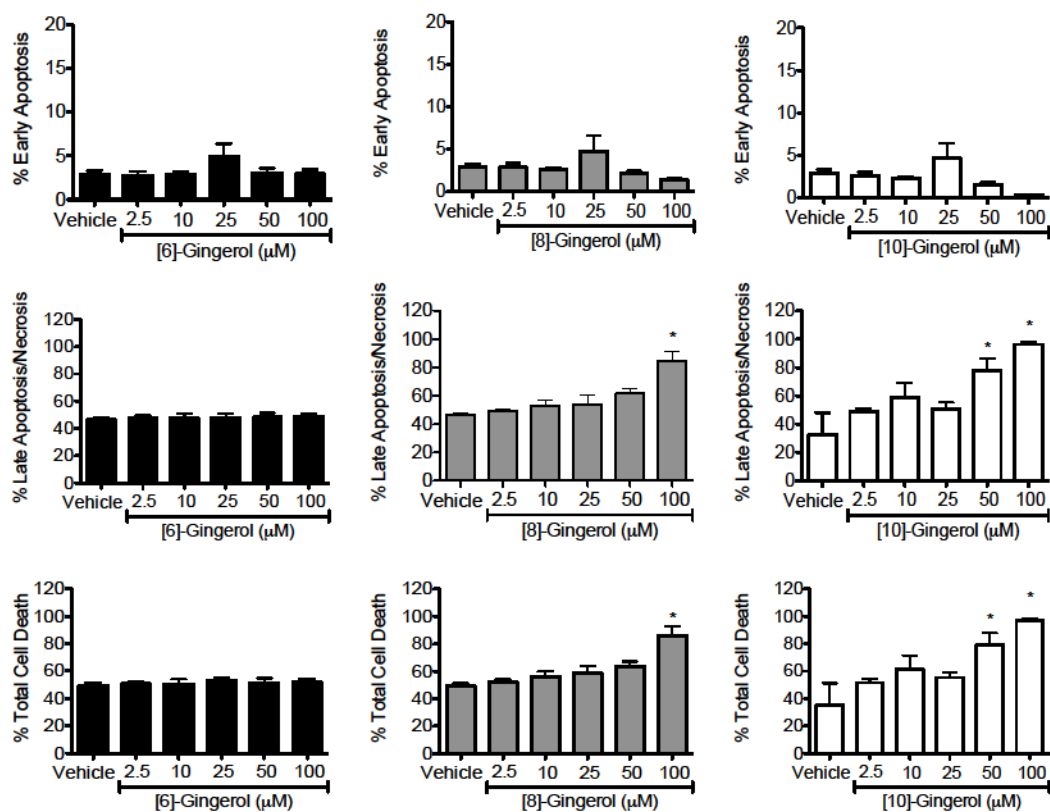 % Early Apoptosis
20
15
10
5
0
Vehicle 2.5 10 25 50 100
[6]-Gingerol (μM)
% Early Apoptosis
20
15
10
5
0
Vehicle 2.5 10 25 50 100
[8]-Gingerol (μM)
% Early Apoptosis
20
15
10
5
0
Vehicle 2.5 10 25 50 100
[10]-Gingerol (μM)
% Late Apoptosis/Necrosis
120
100
80
60
40
20
0
Vehicle 2.5 10 25 50 100
[6]-Gingerol (μM)
% Late Apoptosis/Necrosis
120
100
80
60
40
20
0
*
Vehicle 2.5 10 25 50 100
[8]-Gingerol (μM)
% Late Apoptosis/Necrosis
120
100
80
60
40
20
0
* *
Vehicle 2.5 10 25 50 100
[10]-Gingerol (μM)
% Total Cell Death
120
100
80
60
40
20
0
Vehicle 2.5 10 25 50 100
[6]-Gingerol (μM)
% Total Cell Death
120
100
80
60
40
20
0
*
Vehicle 2.5 10 25 50 100
[8]-Gingerol (μM)
% Total Cell Death
120
100
80
60
40
20
0
* *
Vehicle 2.5 10 25 50 100
[10]-Gingerol (μM)